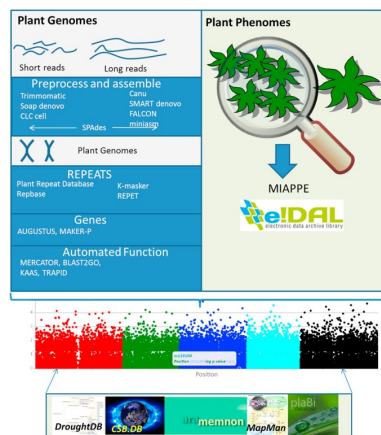 Plant Genomes
Short reads
Long reads
Preprocess and assemble
Trimmomatic
Soap denovo
CLC cell
Canu
SMART denovo
FALCON
miniasm
SPAdes
Plant Genomes
REPEATS
Plant Repeat Database
Repbase
K-masker
REPET
Genes
AUGUSTUS, MAKER-P
Automated Function
MERCATOR, BLAST2GO,
KAAS, TRAPID
Plant Phenomes
MIAPPE
e!DAL
electronic data archive library
Position
DroughtDB
CSB.DB
memnon
MapMan
plaBi